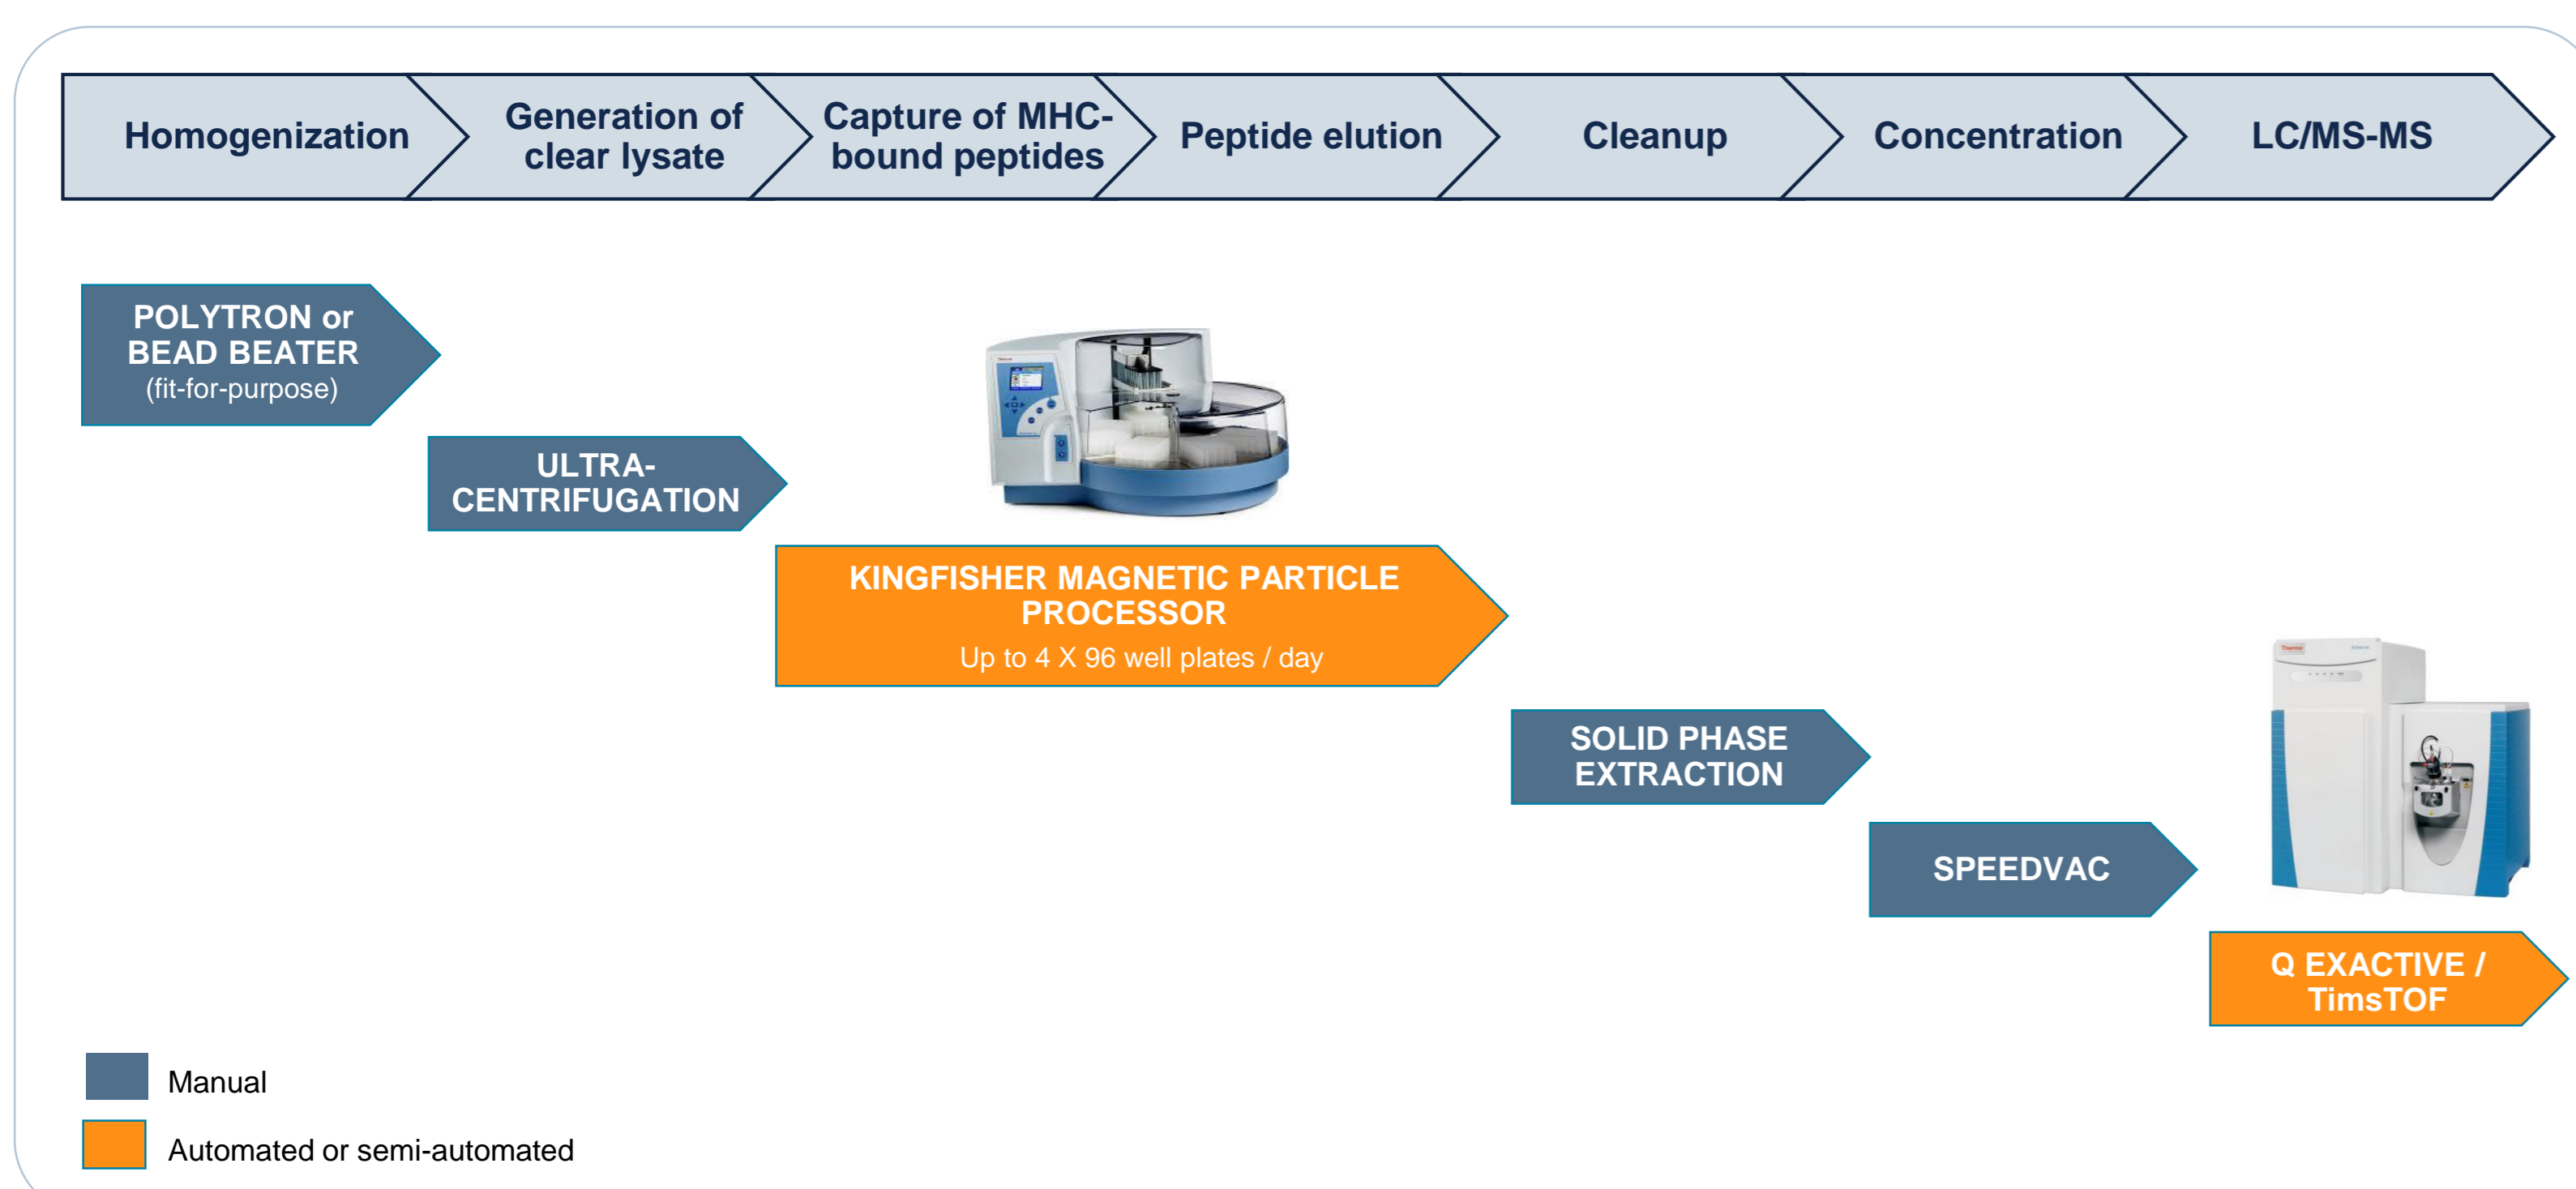 Homogenization
Generation of
clear lysate
Capture of MHC-
bound peptides
Peptide elution
Cleanup
Concentration
LC/MS-MS
POLYTRON or
BEAD BEATER
(fit-for-purpose)
ULTRA-
CENTRIFUGATION
KINGFISHER MAGNETIC PARTICLE
PROCESSOR
Up to 4 X 96 well plates / day
SOLID PHASE
EXTRACTION
SPEEDVAC
Thermo
Q EXACTIVE /
TimsTOF
Manual
Automated or semi-automated